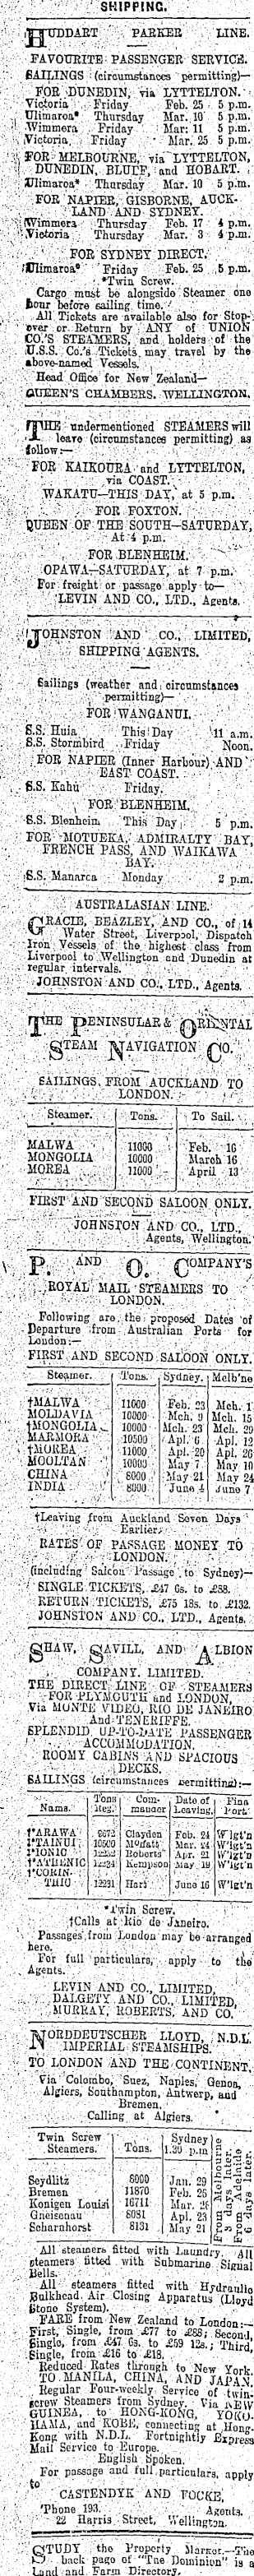 SHIPPING.
HUDDART PARKER LINE.
FAVOURITE PASSENGER SERVICE.
SAILINGS (circumstances permitting)—
FOR DUNEDIN, via LYTTELTON.
Victoria Friday Feb. 25 5 p.m.
Ulimaroa* Thursday Mar. 10 5 p.m.
Wimmera Friday Mar. 11 5 p.m.
Victoria Friday Mar. 25 5 p.m.
FOR MELBOURNE, via LYTTELTON,
DUNEDIN, BLUFF, and HOBART.
Ulimaroa* Thursday Mar. 10 5 p.m.
FOR NAPIER, GISBORNE, AUCK-
LAND AND SYDNEY.
Wimmera Thursday Feb. 17 4 p.m.
Victoria Thursday Mar. 3 4 p.m.
FOR SYDNEY DIRECT.
Ulimaroa* Friday Feb. 25 5 p.m.
*Twin Screw.
Cargo must be alongside Steamer one
hour before sailing time.
All Tickets are available also for Stop-
over or Return by ANY of UNION
CO.'S STEAMERS, and holders of the
U.S.S. Co.'s Tickets may travel by the
above-named Vessels.
Head Office for New Zealand—
QUEEN'S CHAMBERS, WELLINGTON.
THE undermentioned STEAMERS will
leave (circumstances permitting) as
follow:—
FOR KAIKOURA and LYTTELTON,
via COAST.
WAKATU—THIS DAY, at 5 p.m.
FOR FOXTON.
QUEEN OF THE SOUTH—SATURDAY,
At 4 p.m.
FOR BLENHEIM.
OPAWA—SATURDAY, at 7 p.m.
For freight or passage apply to—
LEVIN AND CO., LTD., Agents.
JOHNSTON AND CO., LIMITED,
SHIPPING AGENTS.
Sailings (weather and circumstances
permitting)—
FOR WANGANUI.
S.S. Huia This Day 11 a.m.
S.S. Stormbird Friday Noon.
FOR NAPIER (Inner Harbour) AND
EAST COAST.
S.S. Kahu Friday.
FOR BLENHEIM.
S.S. Blenheim This Day 5 p.m.
FOR MOTUEKA, ADMIRALTY BAY,
FRENCH PASS, AND WAIKAWA
BAY.
S.S. Manaroa Monday 2 p.m.
AUSTRALASIAN LINE.
GRACIE, BEAZLEY, AND CO., of 14
Water Street, Liverpool, Dispatch
Iron Vessels of the highest class from
Liverpool to Wellington and Dunedin at
regular intervals.
JOHNSTON AND CO., LTD., Agents.
THE PENINSULAR & ORIENTAL
STEAM NAVIGATION CO.
SAILINGS FROM AUCKLAND TO
LONDON.
Steamer. Tons. To Sail.
MALWA 11000 Feb. 16
MONGOLIA 10000 March 16
MOREA 11000 April 13
FIRST AND SECOND SALOON ONLY.
JOHNSTON AND CO., LTD.,
Agents, Wellington.
P. AND O. COMPANY'S
ROYAL MAIL STEAMERS TO
LONDON.
Following are the proposed Dates of
Departure from Australian Ports for
London:—
FIRST AND SECOND SALOON ONLY.
Steamer. Tons. Sydney. Melb'ne
†MALWA 11000 Feb. 23 Mch. 1
MOLDAVIA 10000 Mch. 9 Mch. 15
†MONGOLIA 10000 Mch. 23 Mch. 29
MARMORA 10500 Apl. 6 Apl. 12
†MOREA 11000 Apl. 20 Apl. 26
MOOLTAN 10000 May 7 May 10
CHINA 8000 May 21 May 24
INDIA 8000 June 4 June 7
†Leaving from Auckland Seven Days
Earlier.
RATES OF PASSAGE MONEY TO
LONDON.
(including Saloon Passage to Sydney)—
SINGLE TICKETS, £47 6s. to £88.
RETURN TICKETS, £75 18s. to £132.
JOHNSTON AND CO., LTD., Agents.
SHAW, SAVILL, AND ALBION
COMPANY, LIMITED.
THE DIRECT LINE OF STEAMERS
FOR PLYMOUTH and LONDON,
Via MONTE VIDEO, RIO DE JANEIRO
And TENERIFFE.
SPLENDID UP-TO-DATE PASSENGER
ACCOMMODATION.
ROOMY CABINS AND SPACIOUS
DECKS.
SAILINGS (circumstances permitting):—
Name. Tons Reg. Com- mander Date of Leaving. Final Port.
†*ARAWA Clayden Feb. 24 W'lgt'n
†*TAINUI 10500 Moffatt Mar. 24 W'lgt'n
†*IONIC Roberts Apr. 21 W'lgt'n
†*ATHENIC 12234 Kempson May 19 W'lgt'n
†*CORIN-
THIC 12231 Hart June 16 W'lgt'n
*Twin Screw.
†Calls at Rio de Janeiro.
Passages from London may be arranged
here.
For full particulars, apply to the
Agents.
LEVIN AND CO., LIMITED,
DALGETY AND CO., LIMITED,
MURRAY, ROBERTS, AND CO.
NORDDEUTSCHER LLOYD, N.D.L.
IMPERIAL STEAMSHIPS.
TO LONDON AND THE CONTINENT,
Via Colombo, Suez, Naples, Genoa,
Algiers, Southampton, Antwerp, and
Bremen.
Calling at Algiers.
Twin Screw Steamers. Tons. Sydney 1.30 p.m. From Melbourne 3 days later. From Adelaide 6 days later.
Seydlitz 8000 Jan. 29
Bremen 11570 Feb. 26
Konigen Louise 10711 Mar. 26
Gneisenau 8081 Apl. 23
Scharnhorst 8131 May 21
All steamers fitted with Laundry. All
steamers fitted with Submarine Signal
Bells.
All steamers fitted with Hydraulic
Bulkhead Air Closing Apparatus (Lloyd
Stone System).
FARE from New Zealand to London:—
First, Single, from £77 to £88; Second,
Single, from £47 6s. to £59 12s.; Third,
Single, from £16 to £18.
Reduced Rates through to New York.
TO MANILA, CHINA, AND JAPAN.
Regular Four-weekly Service of twin-
screw Steamers from Sydney. Via NEW
GUINEA, to HONG-KONG, YOKO-
HAMA, and KOBE, connecting at Hong-
Kong with N.D.L. Fortnightly Express
Mail Service to Europe.
English Spoken.
For passage and full particulars, apply
to
CASTENDYK AND FOCKE,
'Phone 193. Agents.
22 Harris Street, Wellington.
STUDY the Property Market.—The
back page of "The Dominion" is a
Land and Farm Directory.